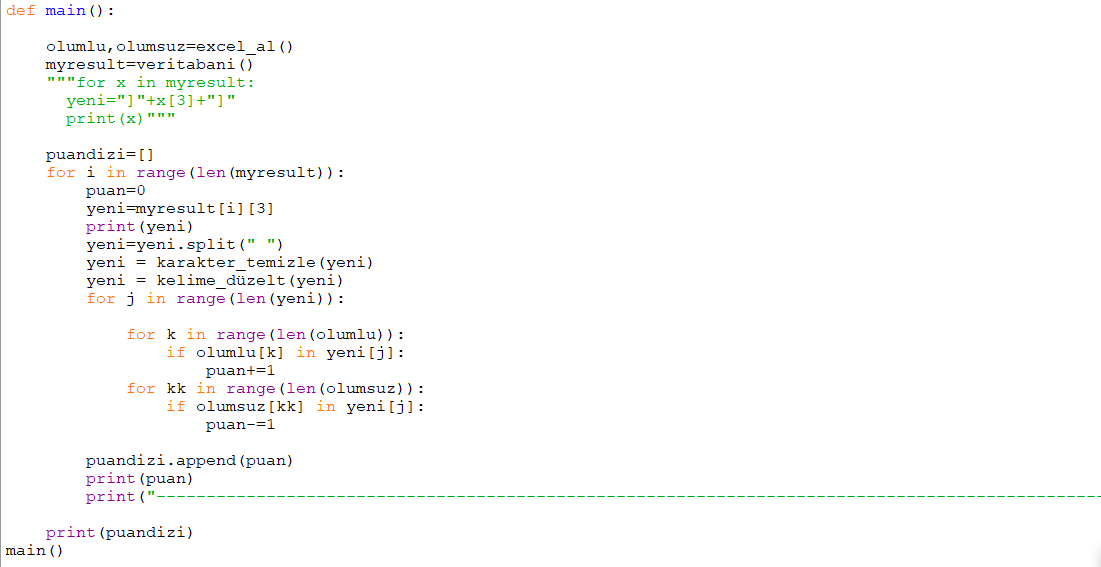 def main():
olumlu,olumsuz=excel_al()
myresult=veritabani()
"""for x in myresult:
yeni="]"+x[3]+"]"
print(x)"""
puandizi=[]
for i in range(len(myresult)):
puan=0
yeni=myresult[i][3]
print(yeni)
yeni=yeni.split(" ")
yeni = karakter_temizle(yeni)
yeni = kelime_düzelt(yeni)
for j in range(len(yeni)):
for k in range(len(olumlu)):
if olumlu[k] in yeni[j]:
puan+=1
for kk in range(len(olumsuz)):
if olumsuz[kk] in yeni[j]:
puan-=1
puandizi.append(puan)
print(puan)
print("-----------------------------------------------------------------------------------------------
print(puandizi)
main()